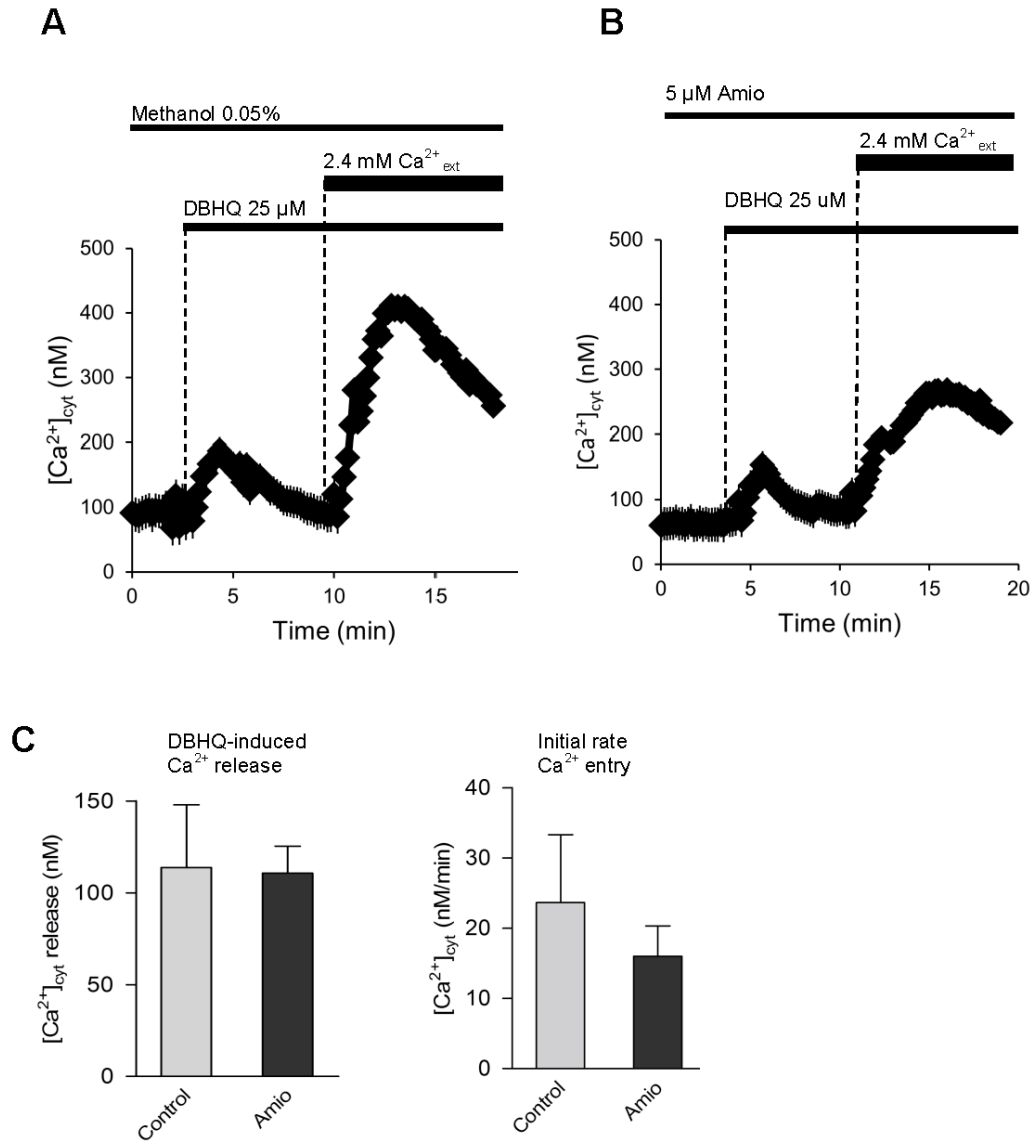 A
Methanol 0.05%
2.4 mM Ca2+ext
DBHQ 25 µM
500
400
300
200
100
0
[Ca2+]cyt (nM)
0 5 10 15
Time (min)
B
5 µM Amio
2.4 mM Ca2+ext
DBHQ 25 uM
500
400
300
200
100
0
[Ca2+]cyt (nM)
0 5 10 15 20
Time (min)
C
DBHQ-induced
Ca2+ release
150
100
50
0
[Ca2+]cyt release (nM)
Control Amio
Initial rate
Ca2+ entry
40
30
20
10
0
[Ca2+]cyt (nM/min)
Control Amio